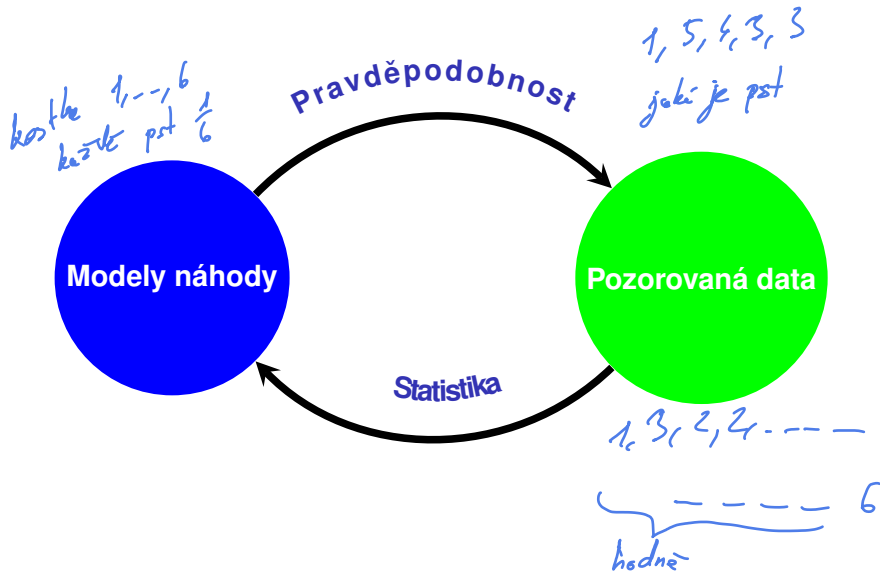 1, 5, 4, 3, 3
jaká je pst
Pravděpodobnost
kostka 1,--,6
každé pst 1/6
Modely náhody
Pozorovaná data
Statistika
1, 3, 2, 2, . - - -
- - - - - 6
hodně